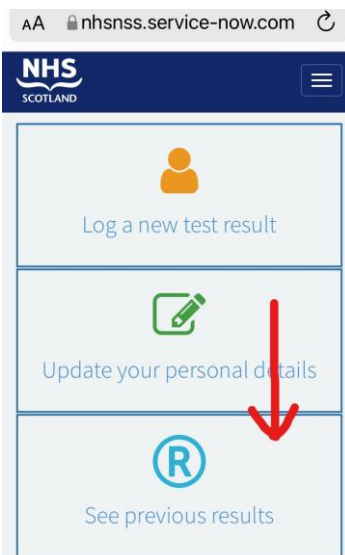 AA nhsnss.service-now.com
NHS
SCOTLAND
Log a new test result
Update your personal details
R
See previous results